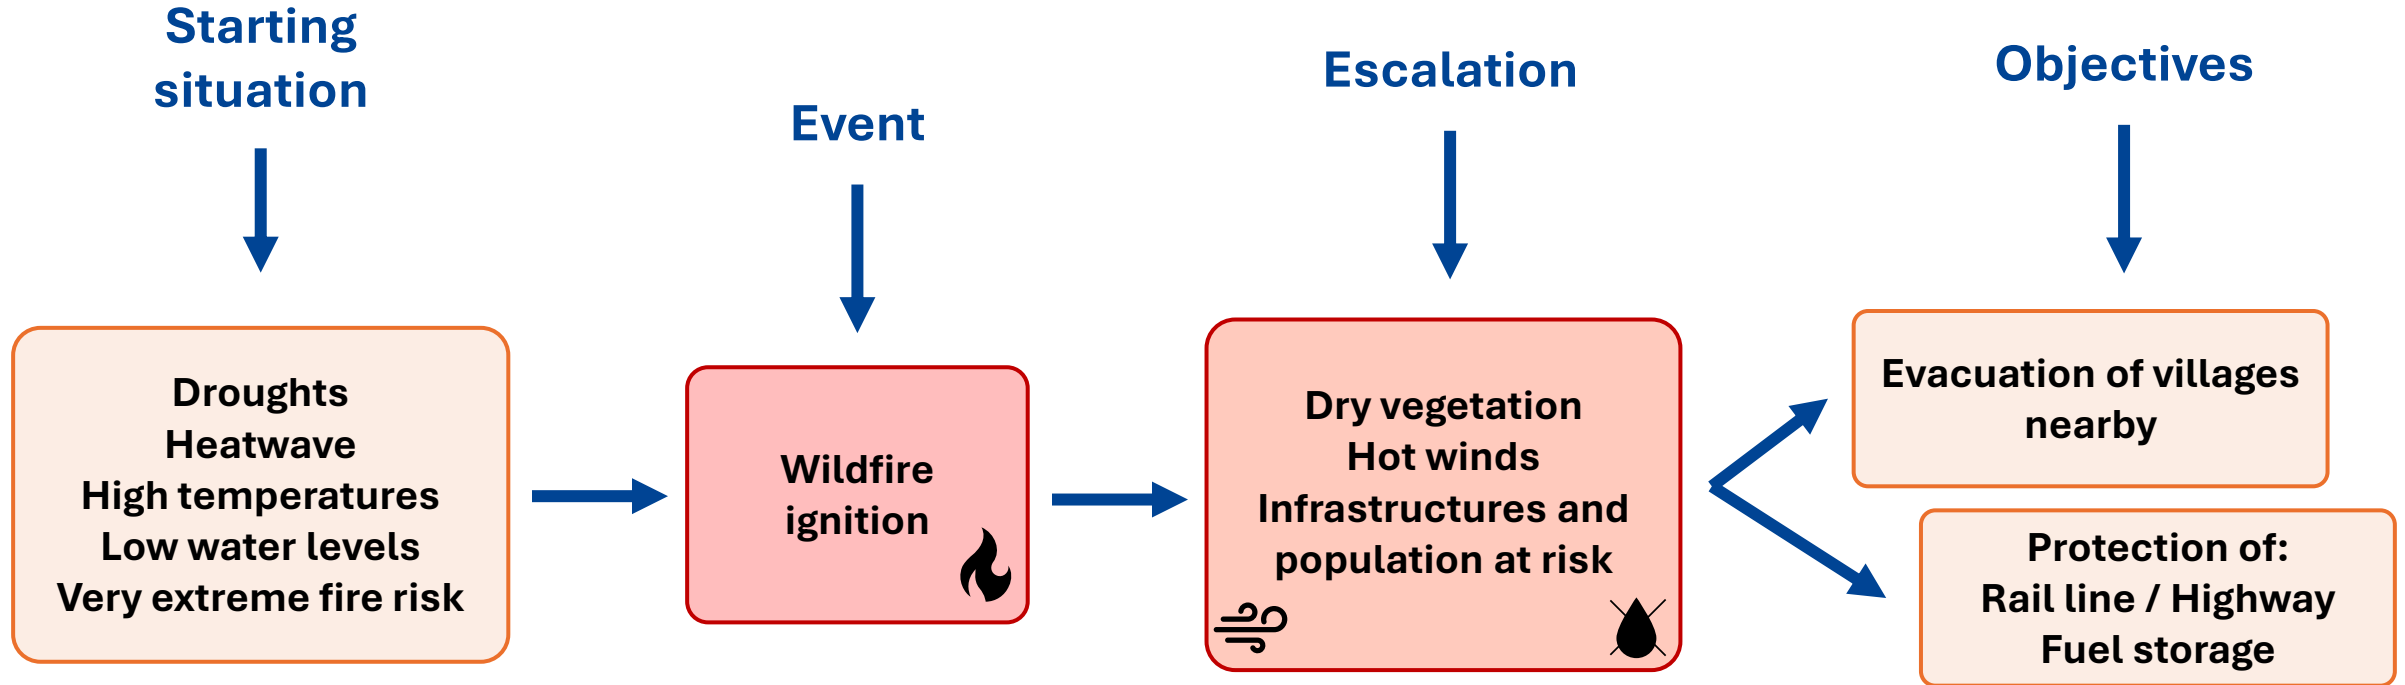 Starting
situation
Event
Escalation
Objectives
Droughts
Heatwave
High temperatures
Low water levels
Very extreme fire risk
Wildfire
ignition
Dry vegetation
Hot winds
Infrastructures and
population at risk
Evacuation of villages
nearby
Protection of:
Rail line / Highway
Fuel storage